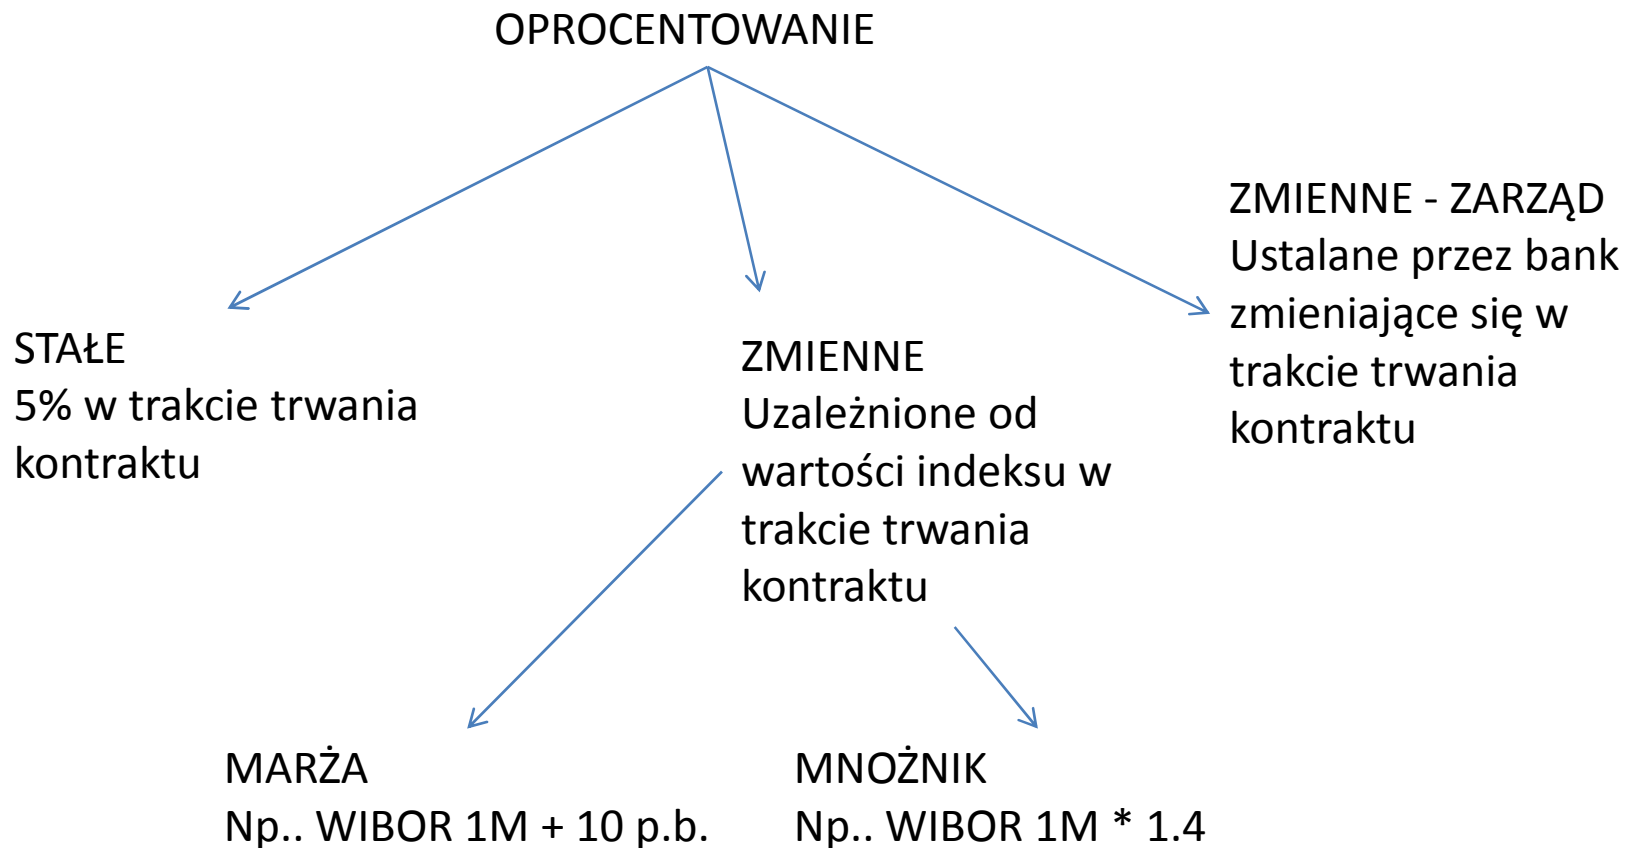 OPROCENTOWANIE
STAŁE
5% w trakcie trwania
kontraktu
ZMIENNE
Uzależnione od
wartości indeksu w
trakcie trwania
kontraktu
ZMIENNE - ZARZĄD
Ustalane przez bank
zmieniające się w
trakcie trwania
kontraktu
MARŻA
Np.. WIBOR 1M + 10 p.b.
MNOŻNIK
Np.. WIBOR 1M * 1.4